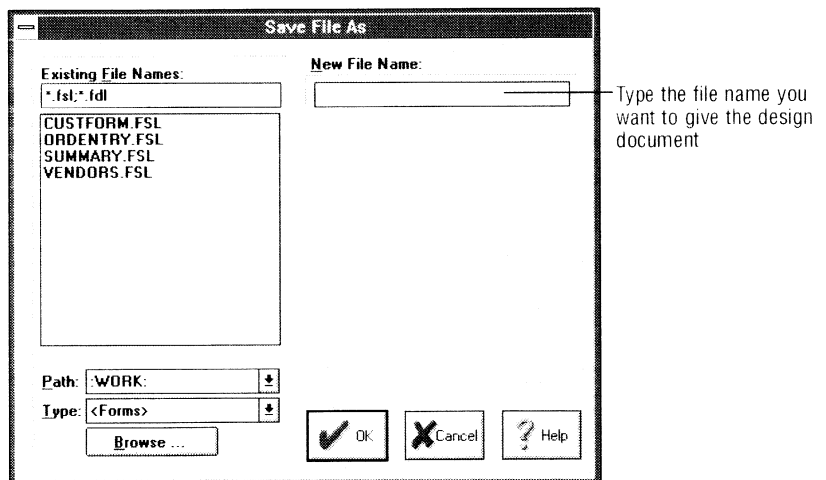 Save File As
Existing File Names:
*.fsl;*.fdl
CUSTFORM.FSL
ORDENTRY.FSL
SUMMARY.FSL
VENDORS.FSL
Path: :WORK:
Type: <Forms>
Browse ...
New File Name:
OK
Cancel
Help
Type the file name you
want to give the design
document